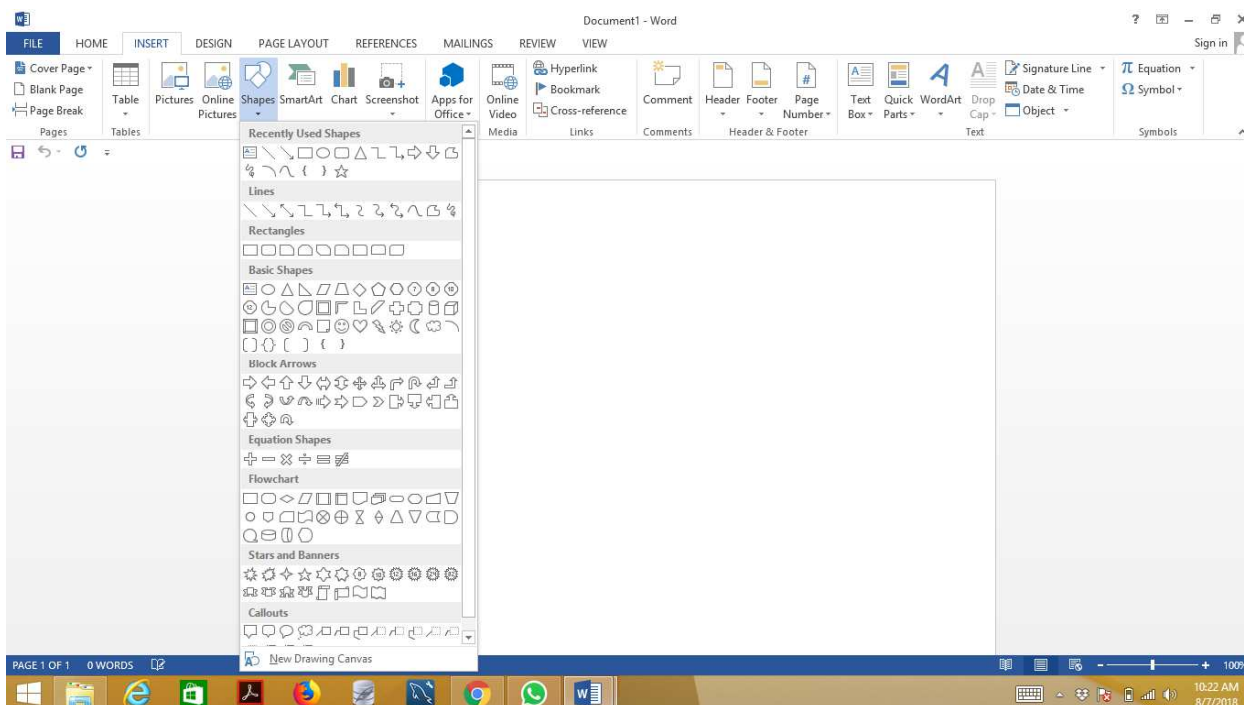 Document1 - Word
FILE HOME INSERT DESIGN PAGE LAYOUT REFERENCES MAILINGS REVIEW VIEW Sign in
Cover Page
Blank Page
Page Break
Pages
Table
Tables
Pictures
Online Pictures
Shapes
SmartArt
Chart
Screenshot
Apps for Office
Online Video
Media
Hyperlink
Bookmark
Cross-reference
Links
Comment
Comments
Header
Footer
Page Number
Header & Footer
Text Box
Quick Parts
WordArt
Drop Cap
Signature Line
Date & Time
Object
Text
Equation
Symbol
Symbols
Recently Used Shapes
Lines
Rectangles
Basic Shapes
Block Arrows
Equation Shapes
Flowchart
Stars and Banners
Callouts
New Drawing Canvas
PAGE 1 OF 1 0 WORDS 100%
10:22 AM
8/7/2018